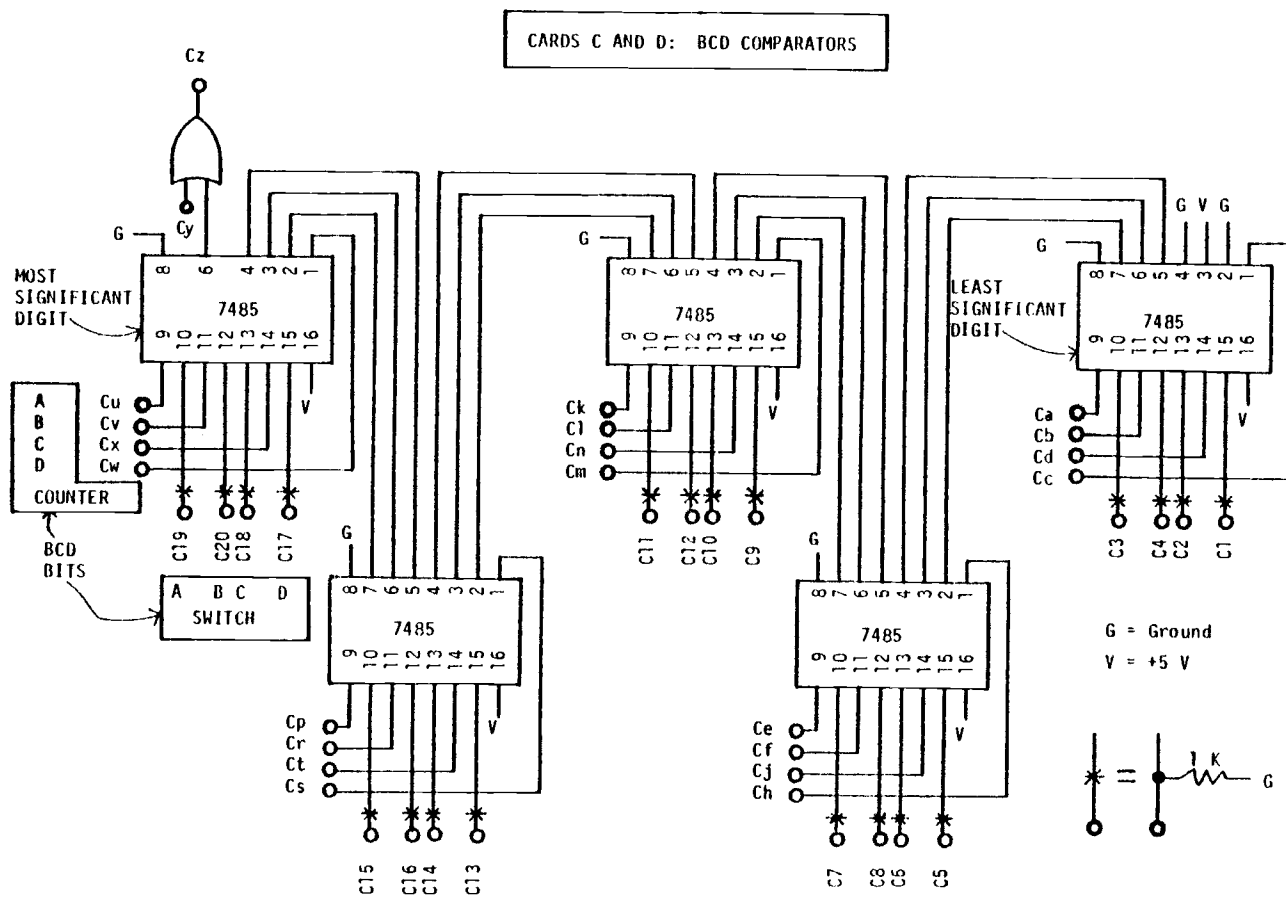 CARDS C AND D: BCD COMPARATORS
Cz
Cy
G
8 6 4 3 2 1
7485
9 10 11 12 13 14 15 16
MOST
SIGNIFICANT
DIGIT
V
A
B
C
D
COUNTER
Cu
Cv
Cx
Cw
C19 C20 C18 C17
BCD
BITS
A B C D
SWITCH
G
8 7 6 5 4 3 2 1
7485
9 10 11 12 13 14 15 16
V
Cp
Cr
Ct
Cs
C15 C16 C14 C13
G
8 7 6 5 4 3 2 1
7485
9 10 11 12 13 14 15 16
V
Ck
Cl
Cn
Cm
C11 C12 C10 C9
G
8 7 6 5 4 3 2 1
7485
9 10 11 12 13 14 15 16
V
Ce
Cf
Cj
Ch
C7 C8 C6 C5
G V G
G
8 7 6 5 4 3 2 1
7485
9 10 11 12 13 14 15 16
LEAST
SIGNIFICANT
DIGIT
V
Ca
Cb
Cd
Cc
C3 C4 C2 C1
G = Ground
V = +5 V
= 1 K G